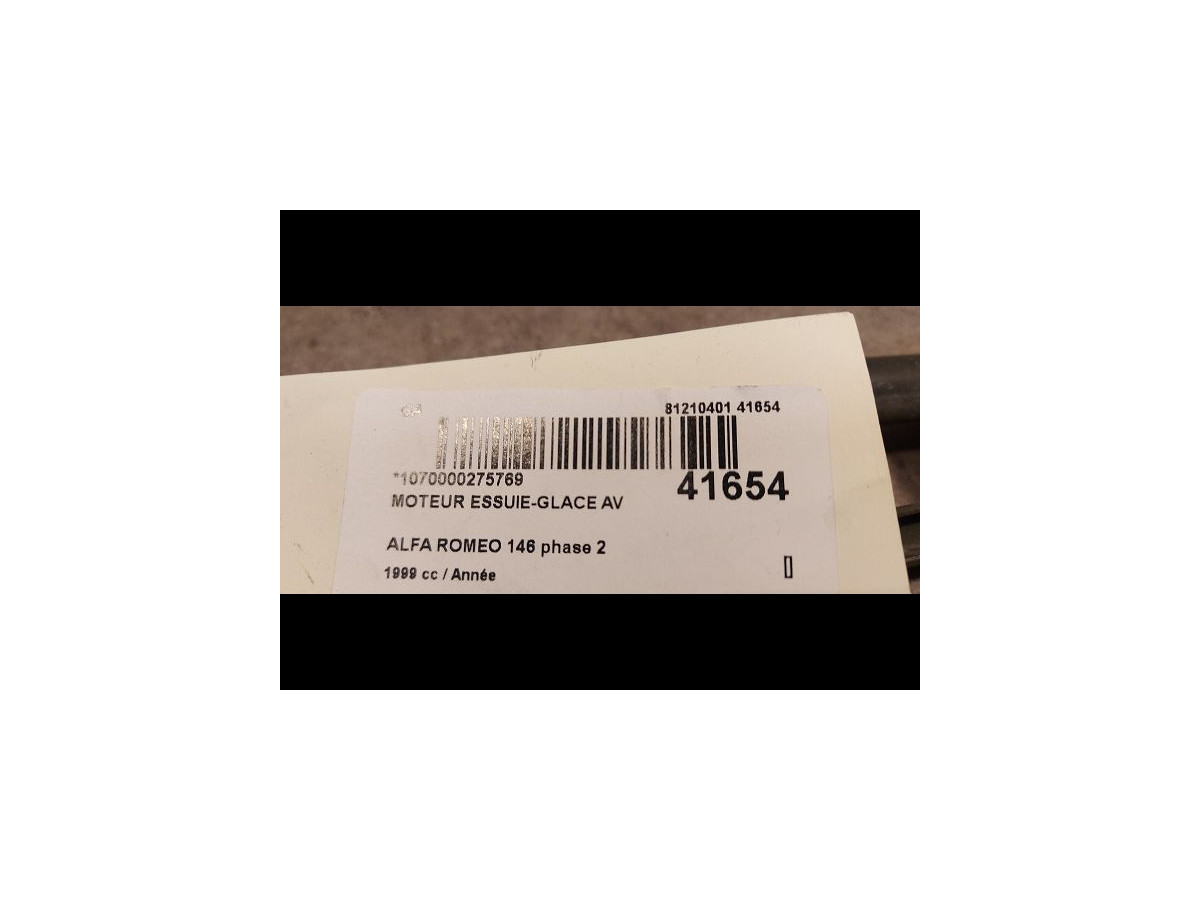 81210401 41654
*1070000275769
41654
MOTEUR ESSUIE-GLACE AV
ALFA ROMEO 146 phase 2
1999 cc / Année